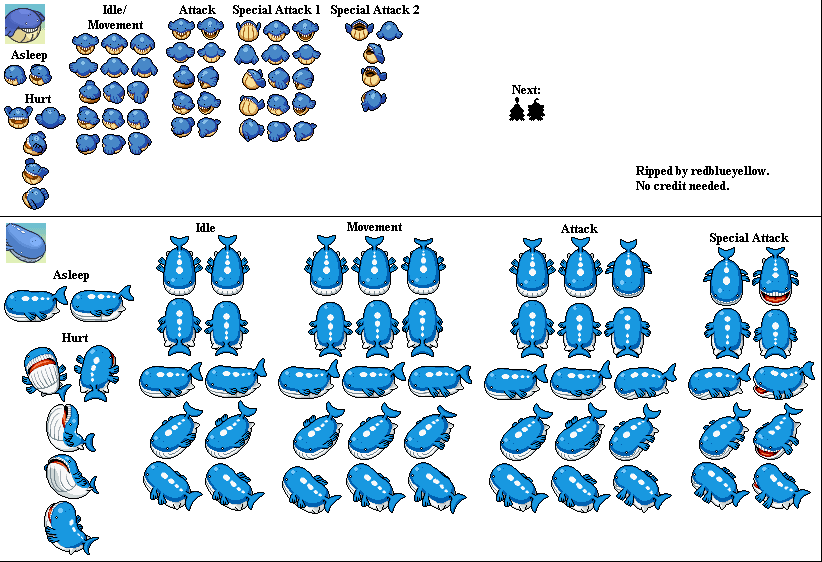 Idle/
Movement
Attack
Special Attack 1
Special Attack 2
Asleep
Hurt
Next:
Ripped by redblueyellow.
No credit needed.
Idle
Movement
Attack
Special Attack
Asleep
Hurt